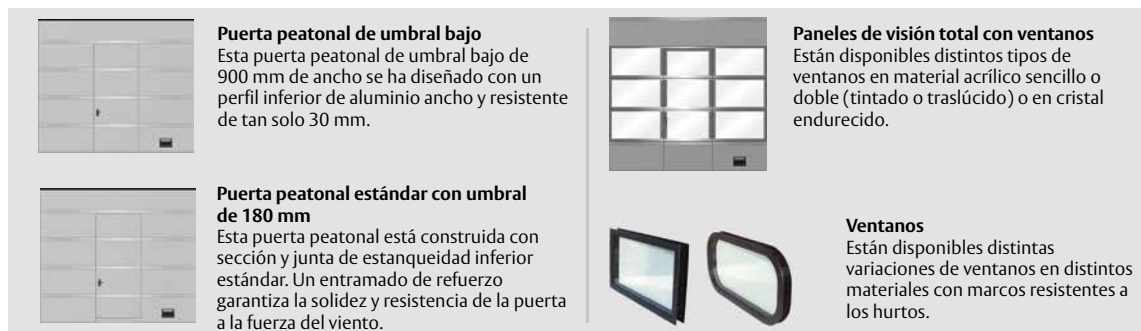 Puerta peatonal de umbral bajo
Esta puerta peatonal de umbral bajo de
900 mm de ancho se ha diseñado con un
perfil inferior de aluminio ancho y resistente
de tan solo 30 mm.
Puerta peatonal estándar con umbral
de 180 mm
Esta puerta peatonal está construida con
sección y junta de estanqueidad inferior
estándar. Un entramado de refuerzo
garantiza la solidez y resistencia de la puerta
a la fuerza del viento.
Paneles de visión total con ventanos
Están disponibles distintos tipos de
ventanos en material acrílico sencillo o
doble (tintado o traslúcido) o en cristal
endurecido.
Ventanos
Están disponibles distintas
variaciones de ventanos en distintos
materiales con marcos resistentes a
los hurtos.